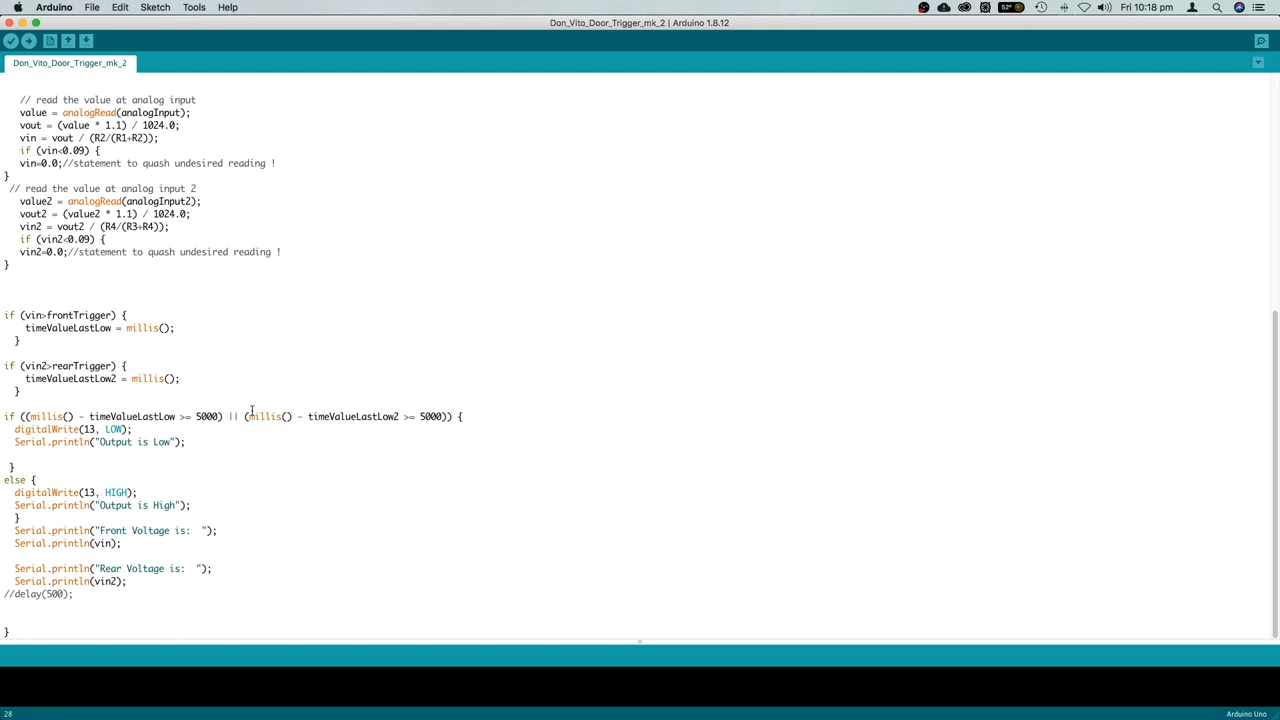 Arduino File Edit Sketch Tools Help 52° Fri 10:18 pm
Don_Vito_Door_Trigger_mk_2 | Arduino 1.8.12
Don_Vito_Door_Trigger_mk_2
// read the value at analog input
value = analogRead(analogInput);
vout = (value * 1.1) / 1024.0;
vin = vout / (R2/(R1+R2));
if (vin<0.09) {
vin=0.0;//statement to quash undesired reading !
}
// read the value at analog input 2
value2 = analogRead(analogInput2);
vout2 = (value2 * 1.1) / 1024.0;
vin2 = vout2 / (R4/(R3+R4));
if (vin2<0.09) {
vin2=0.0;//statement to quash undesired reading !
}
if (vin>frontTrigger) {
timeValueLastLow = millis();
}
if (vin2>rearTrigger) {
timeValueLastLow2 = millis();
}
if ((millis() - timeValueLastLow >= 5000) || (millis() - timeValueLastLow2 >= 5000)) {
digitalWrite(13, LOW);
Serial.println("Output is Low");
}
else {
digitalWrite(13, HIGH);
Serial.println("Output is High");
}
Serial.println("Front Voltage is:  ");
Serial.println(vin);
Serial.println("Rear Voltage is:  ");
Serial.println(vin2);
//delay(500);
}
28 Arduino Uno